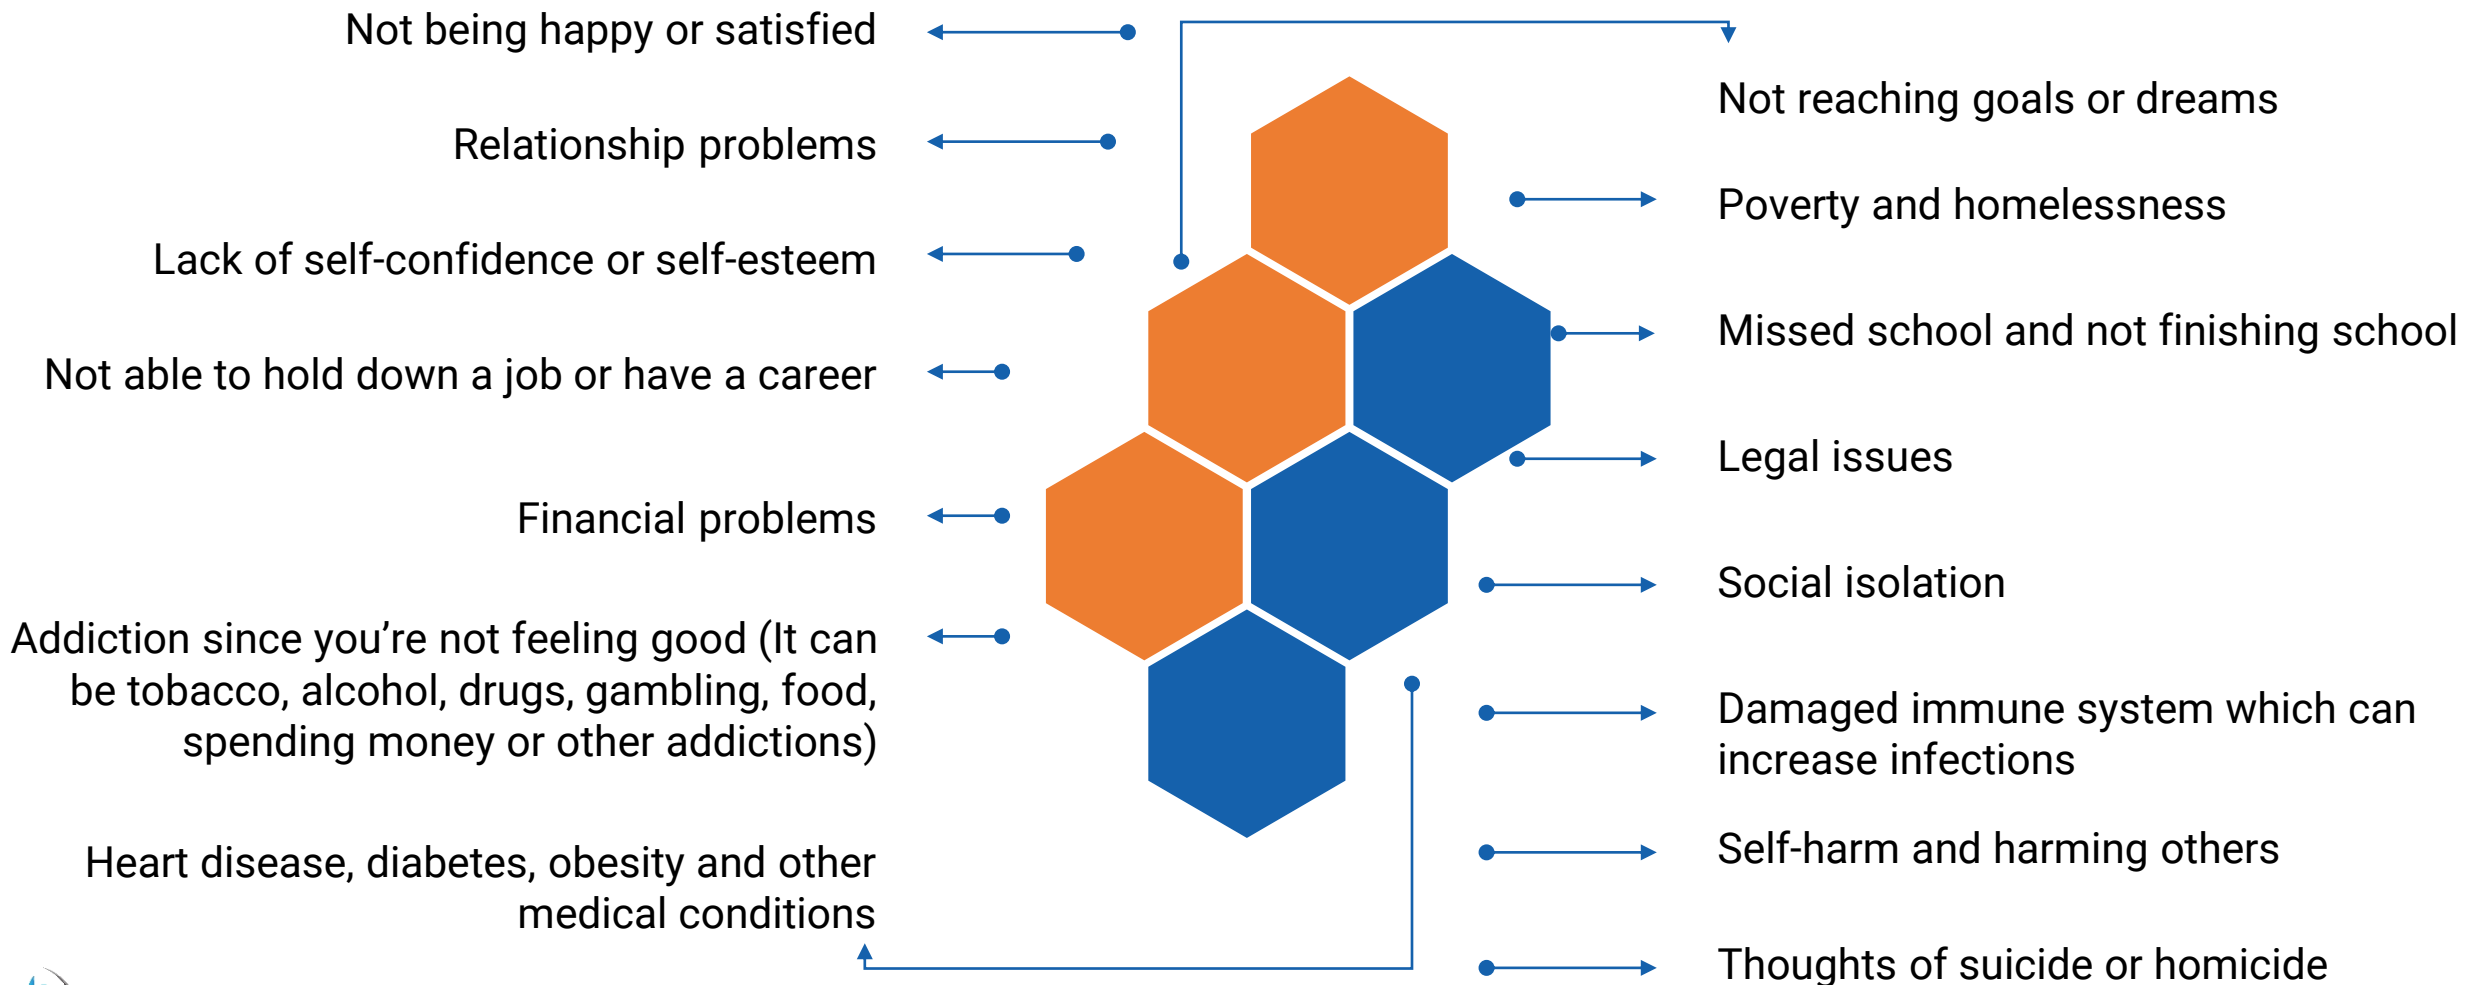 Not being happy or satisfied
Relationship problems
Lack of self-confidence or self-esteem
Not able to hold down a job or have a career
Financial problems
Addiction since you’re not feeling good (It can
be tobacco, alcohol, drugs, gambling, food,
spending money or other addictions)
Heart disease, diabetes, obesity and other
medical conditions
Not reaching goals or dreams
Poverty and homelessness
Missed school and not finishing school
Legal issues
Social isolation
Damaged immune system which can
increase infections
Self-harm and harming others
Thoughts of suicide or homicide